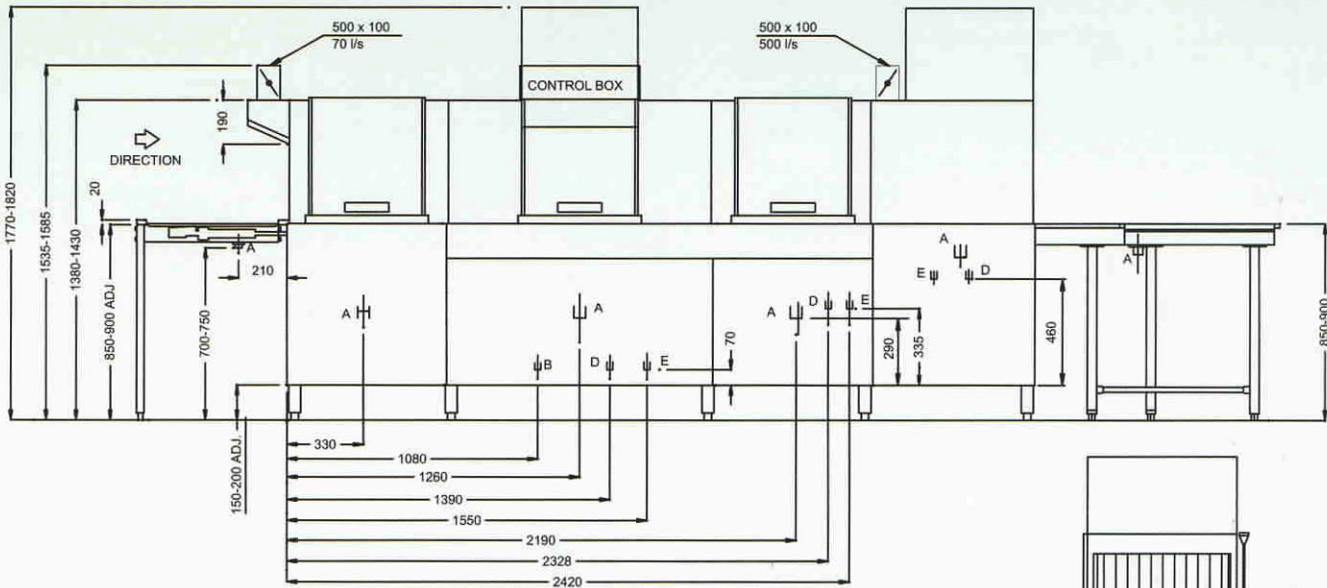 500 x 100
70 l/s
500 x 100
500 l/s
CONTROL BOX
190
DIRECTION
20
1770-1820
1535-1585
1380-1430
850-900 ADJ
700-750
A
210
A
A
A
D
E
A
E
D
A
B
D
E
70
290
335
460
850-900
150-200 ADJ.
330
1080
1260
1390
1550
2190
2328
2420